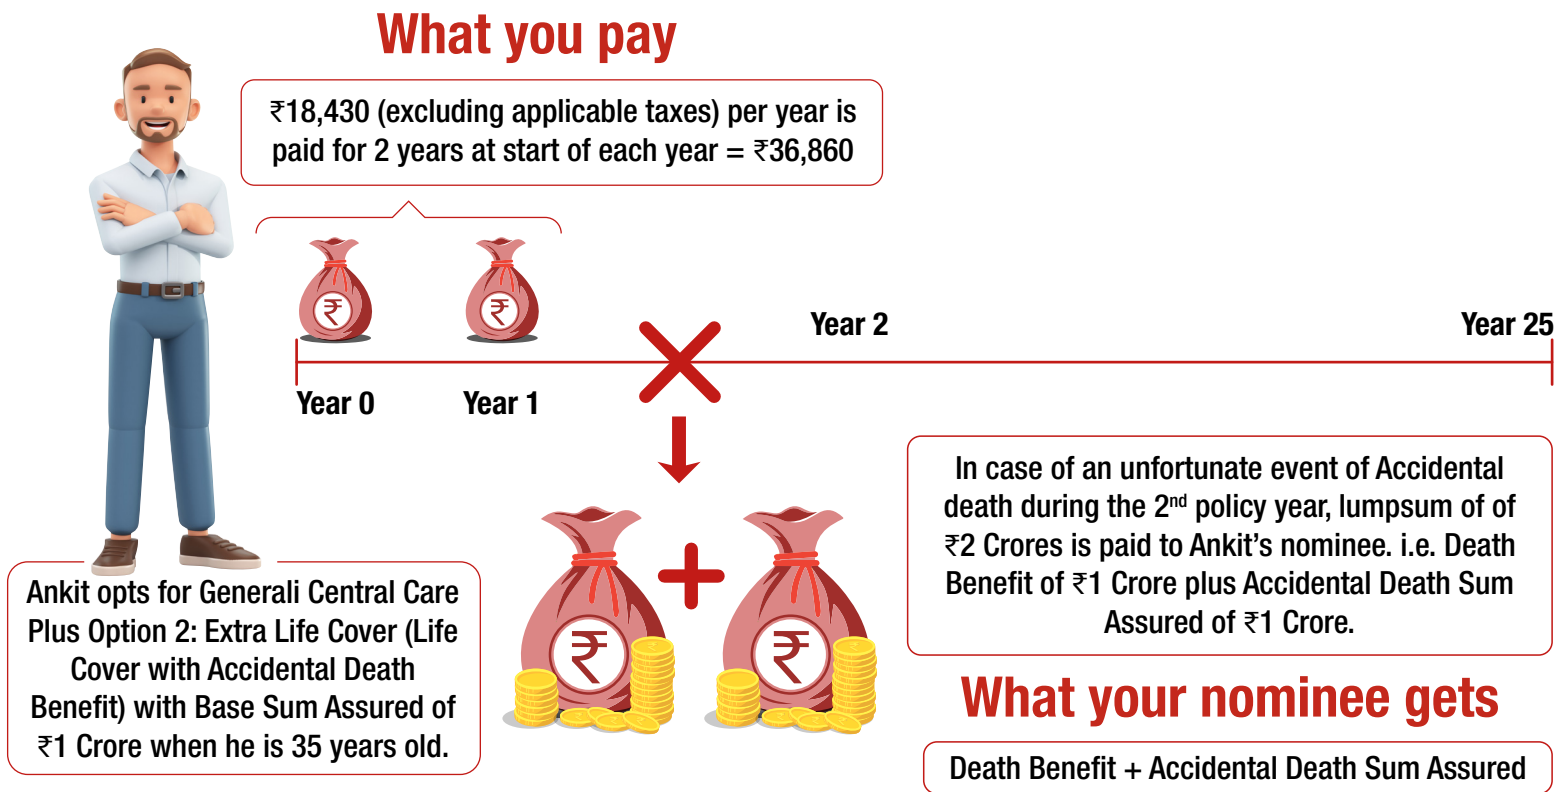 What you pay
₹18,430 (excluding applicable taxes) per year is
paid for 2 years at start of each year = ₹36,860
₹
₹
Year 2
Year 25
Year 0
Year 1
Ankit opts for Generali Central Care
Plus Option 2: Extra Life Cover (Life
Cover with Accidental Death
Benefit) with Base Sum Assured of
₹1 Crore when he is 35 years old.
₹
₹
In case of an unfortunate event of Accidental
death during the 2nd policy year, lumpsum of of
₹2 Crores is paid to Ankit's nominee. i.e. Death
Benefit of ₹1 Crore plus Accidental Death Sum
Assured of ₹1 Crore.
What your nominee gets
Death Benefit + Accidental Death Sum Assured